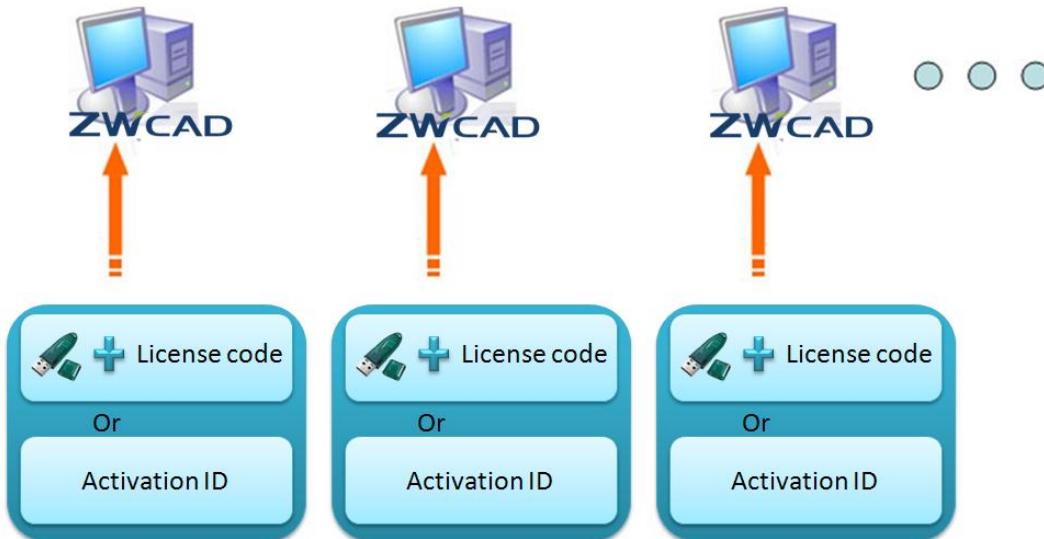 ZWCAD ZWCAD ZWCAD
License code License code License code
Or Or Or
Activation ID Activation ID Activation ID